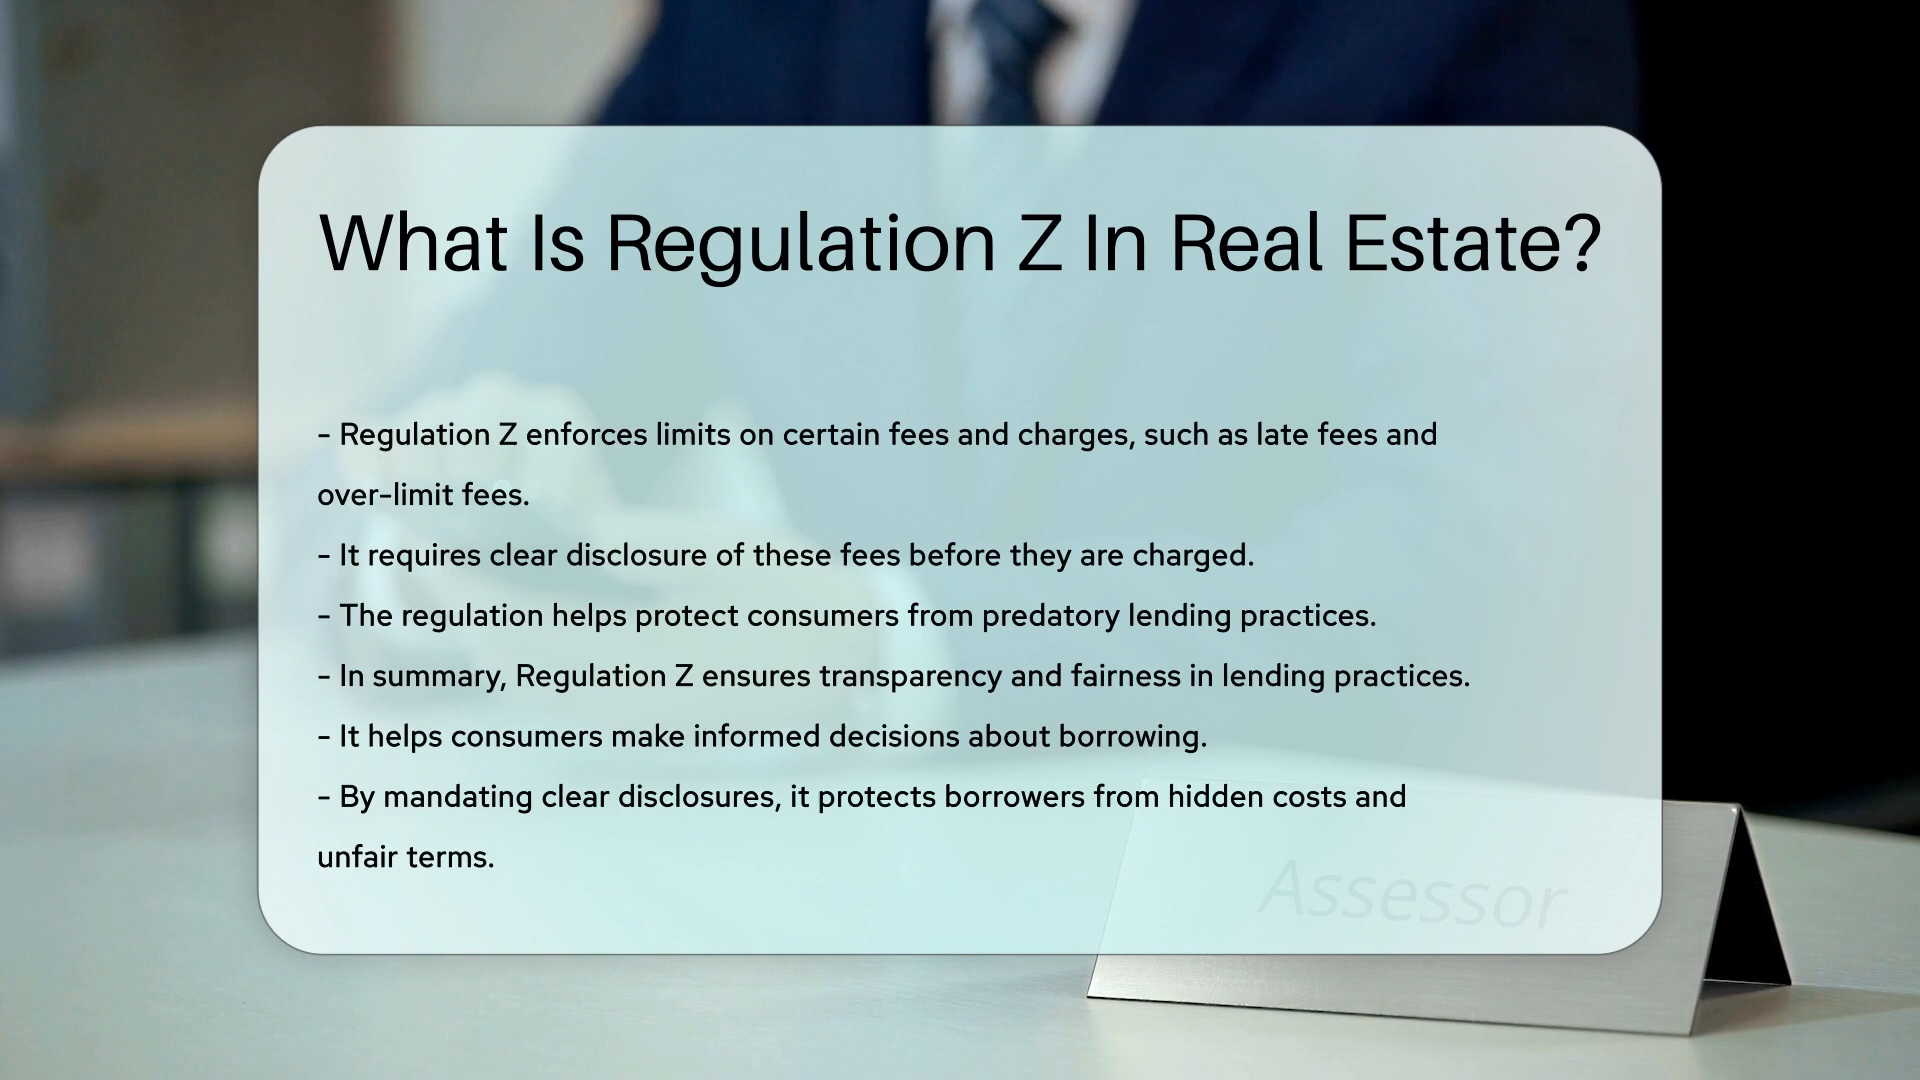 What Is Regulation Z In Real Estate?
- Regulation Z enforces limits on certain fees and charges, such as late fees and
over-limit fees.
- It requires clear disclosure of these fees before they are charged.
- The regulation helps protect consumers from predatory lending practices.
- In summary, Regulation Z ensures transparency and fairness in lending practices.
- It helps consumers make informed decisions about borrowing.
- By mandating clear disclosures, it protects borrowers from hidden costs and
unfair terms.
Assessor